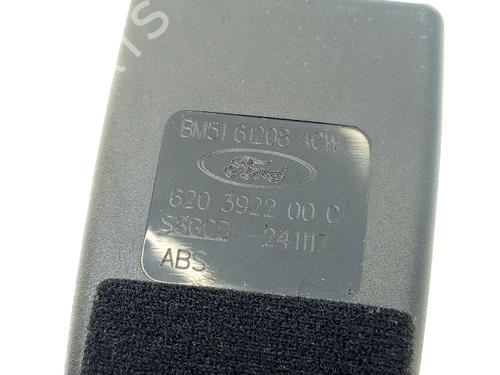 BM51 61208 ACW
Ford
620 3922 00 C
S3GCD 241117
ABS